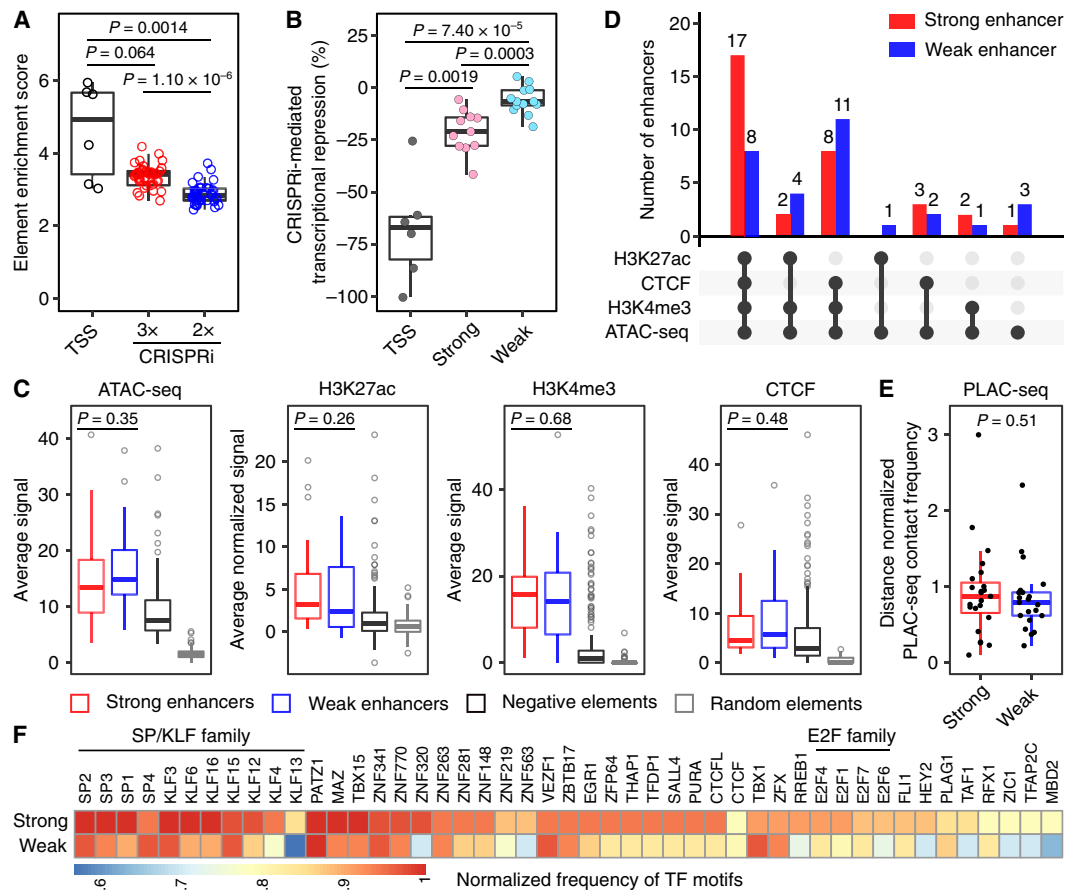 A
P = 0.0014
P = 0.064
P = 1.10 × 10−6
Element enrichment score
6
4
2
0
TSS
3×
2×
CRISPRi
B
P = 7.40 × 10−5
P = 0.0003
P = 0.0019
CRISPRi-mediated
transcriptional repression (%)
25
0
−25
−50
−75
−100
TSS
Strong
Weak
D
Strong enhancer
Weak enhancer
Number of enhancers
20
15
10
5
0
17
8
2
4
8
11
1
3
2
2
1
1
3
H3K27ac
CTCF
H3K4me3
ATAC-seq
C
ATAC-seq
P = 0.35
Average signal
40
30
20
10
0
H3K27ac
P = 0.26
Average normalized signal
20
15
10
5
0
H3K4me3
P = 0.68
Average signal
40
20
0
CTCF
P = 0.48
Average signal
40
30
20
10
0
Strong enhancers
Weak enhancers
Negative elements
Random elements
E
PLAC-seq
P = 0.51
Distance normalized
PLAC-seq contact frequency
3
2
1
0
Strong
Weak
F
SP/KLF family
E2F family
SP2
SP3
SP1
SP4
KLF3
KLF6
KLF16
KLF15
KLF12
KLF4
KLF13
PATZ1
MAZ
TBX15
ZNF341
ZNF770
ZNF320
ZNF263
ZNF281
ZNF148
ZNF219
ZNF563
VEZF1
ZBTB17
EGR1
ZFP64
THAP1
TFDP1
SALL4
PURA
CTCFL
CTCF
TBX1
ZFX
RREB1
E2F4
E2F1
E2F7
E2F6
FLI1
HEY2
PLAG1
TAF1
RFX1
ZIC1
TFAP2C
MBD2
Strong
Weak
.6
.7
.8
.9
1
Normalized frequency of TF motifs